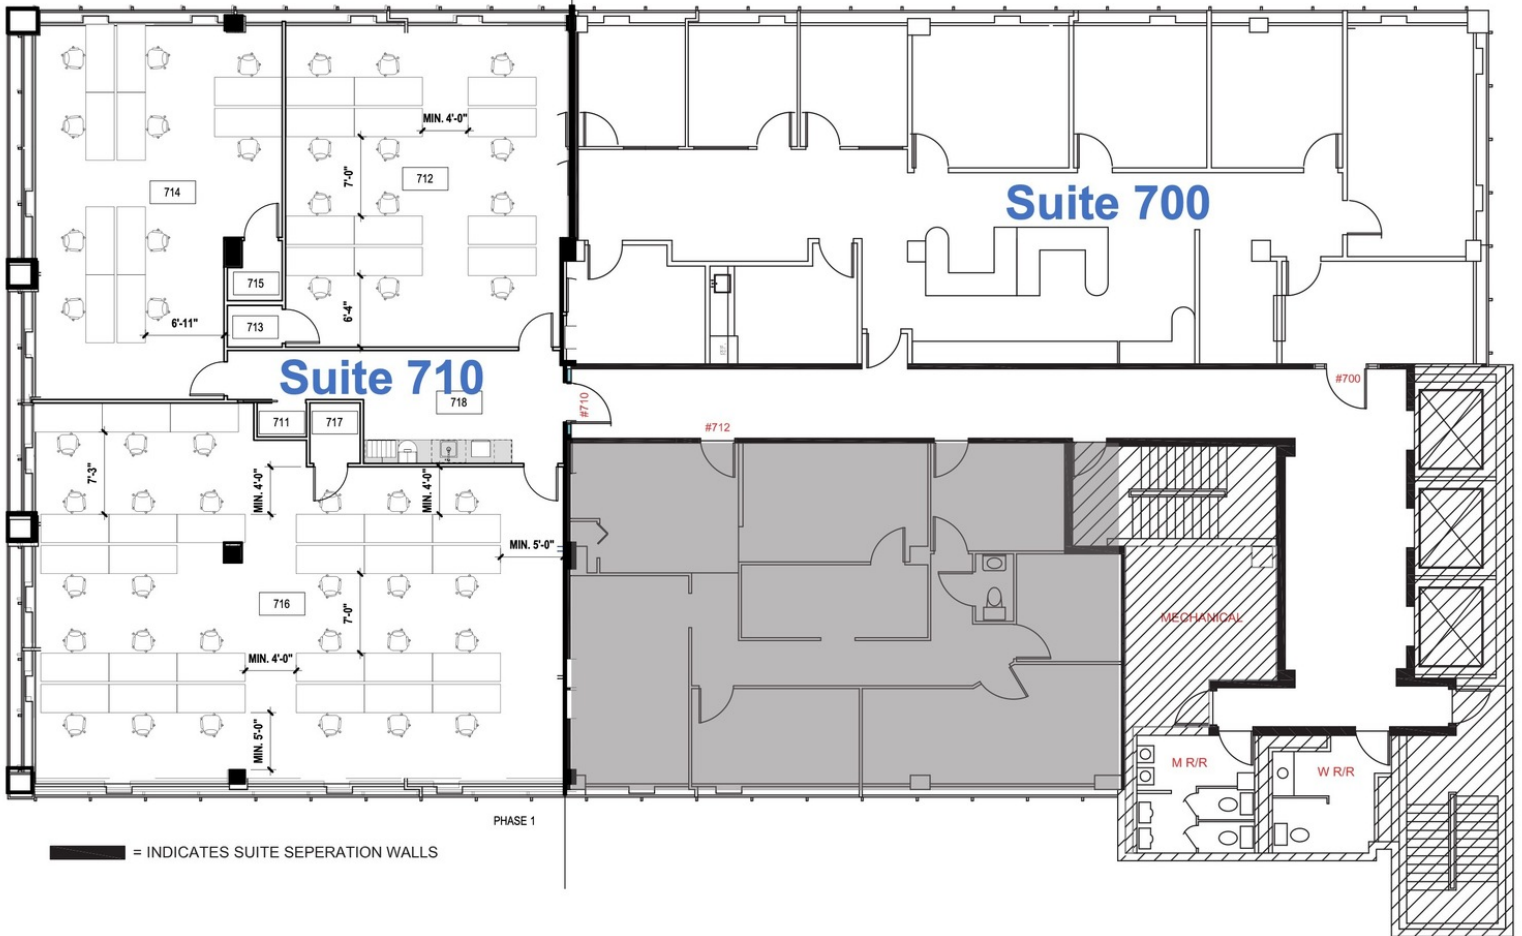 MIN. 4'-0"
714
7'-0"
712
Suite 700
715
6'-11"
713
6'-4"
Suite 710
718
#710
#700
711
717
#712
7'-3"
MIN. 4'-0"
MIN. 4'-0"
MIN. 5'-0"
716
7'-0"
MECHANICAL
MIN. 4'-0"
MIN. 5'-0"
M R/R
W R/R
PHASE 1
= INDICATES SUITE SEPERATION WALLS